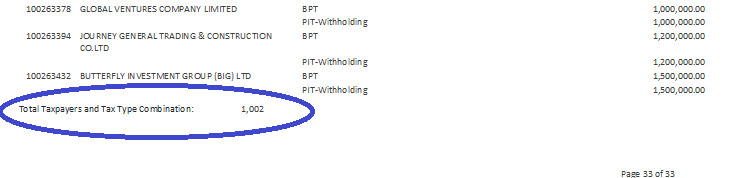 100263378 GLOBAL VENTURES COMPANY LIMITED BPT 1,000,000.00
PIT-Withholding 1,000,000.00
100263394 JOURNEY GENERAL TRADING & CONSTRUCTION BPT 1,200,000.00
CO.LTD
PIT-Withholding 1,200,000.00
100263432 BUTTERFLY INVESTMENT GROUP (BIG) LTD BPT 1,500,000.00
PIT-Withholding 1,500,000.00
Total Taxpayers and Tax Type Combination: 1,002
Page 33 of 33